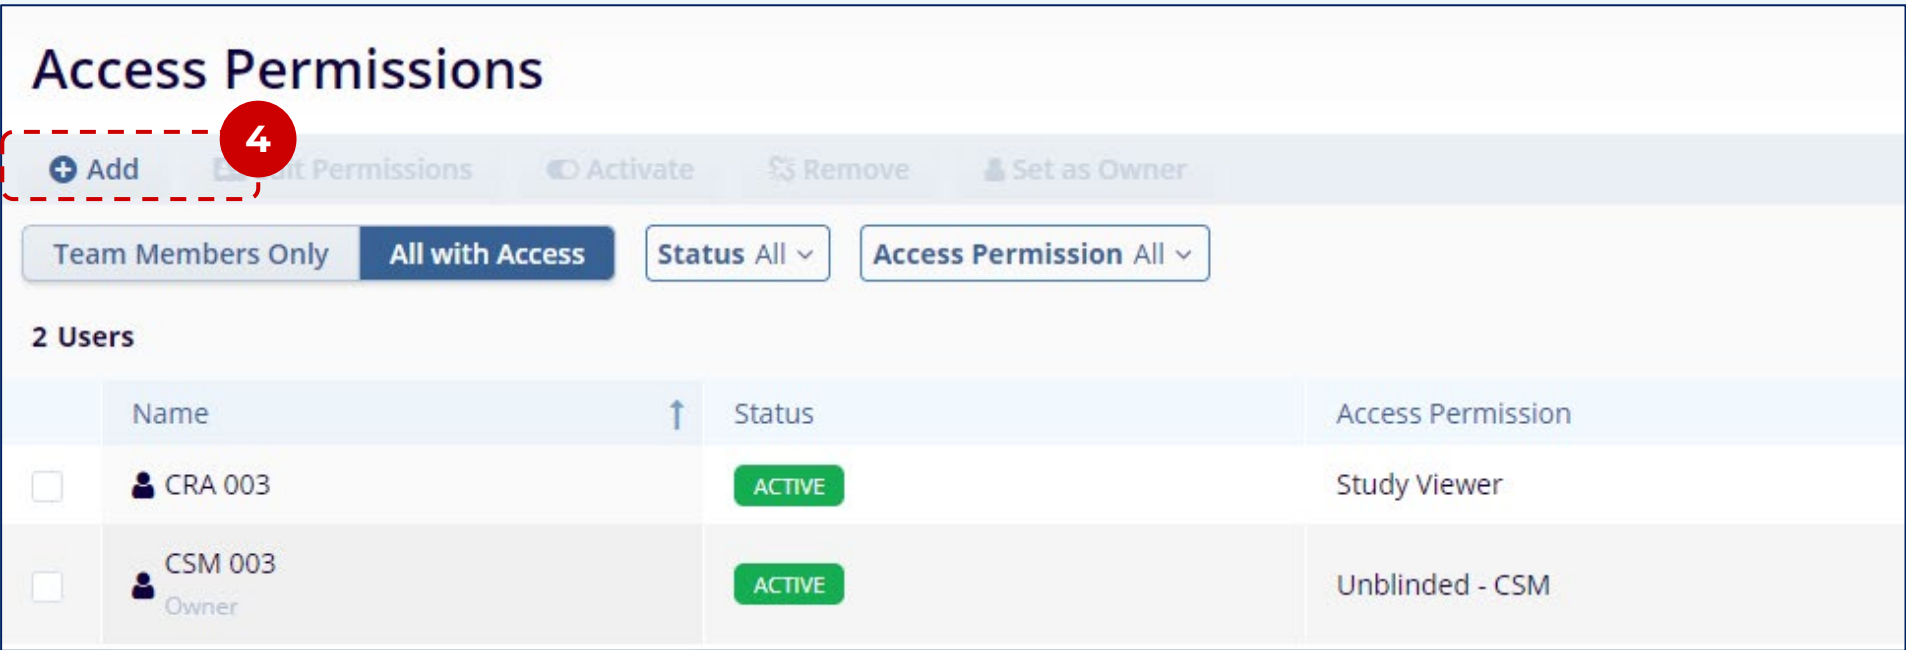 Access Permissions
4
Add Permissions Activate Remove Set as Owner
Team Members Only All with Access Status All Access Permission All
2 Users
Name Status Access Permission
CRA 003 ACTIVE Study Viewer
CSM 003 ACTIVE Unblinded - CSM
Owner